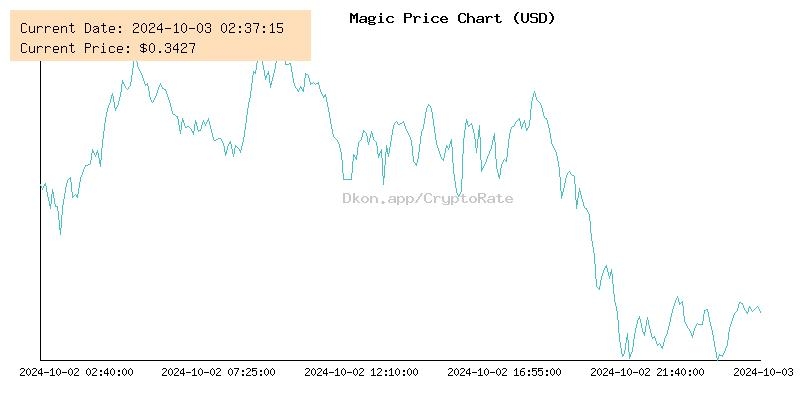 Magic Price Chart (USD)
Current Date: 2024-10-03 02:37:15
Current Price: $0.3427
Dkon.app/CryptoRate
2024-10-02 02:40:00 2024-10-02 07:25:00 2024-10-02 12:10:00 2024-10-02 16:55:00 2024-10-02 21:40:00 2024-10-03